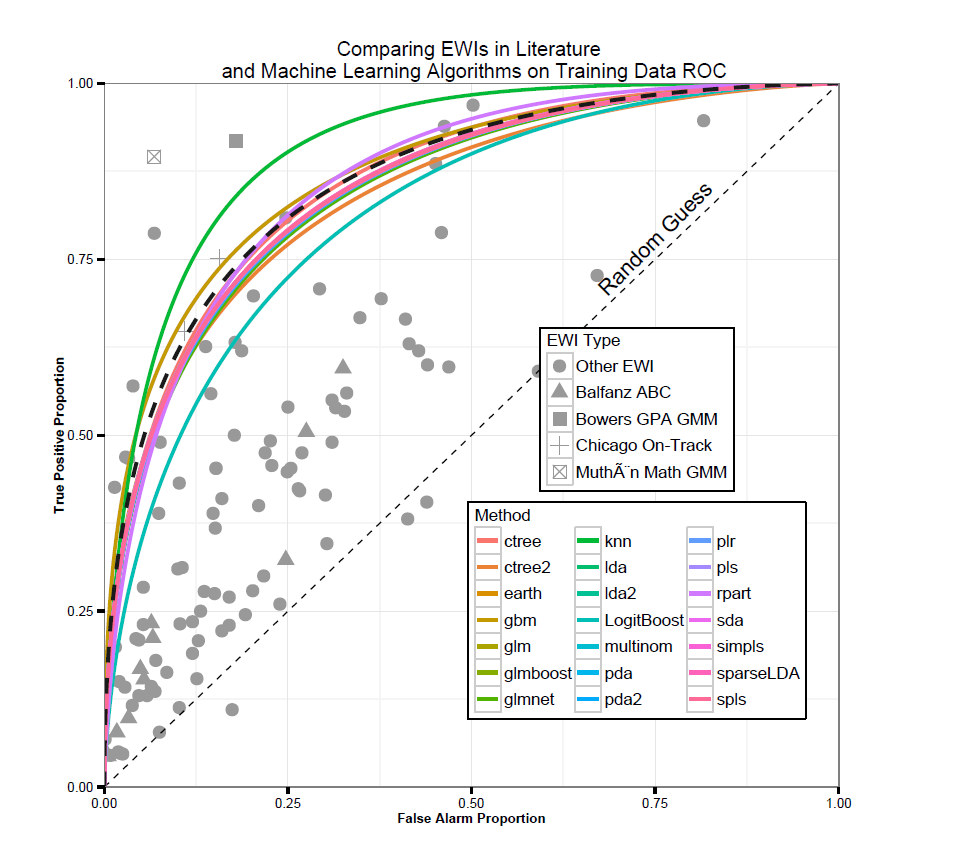 Comparing EWIs in Literature
and Machine Learning Algorithms on Training Data ROC
True Positive Proportion
1.00
0.75
0.50
0.25
0.00
Random Guess
EWI Type
Other EWI
Balfanz ABC
Bowers GPA GMM
Chicago On-Track
MuthÃ¨n Math GMM
Method
ctree knn plr
ctree2 lda pls
earth lda2 rpart
gbm LogitBoost sda
glm multinom simpls
glmboost pda sparseLDA
glmnet pda2 spls
0.00 0.25 0.50 0.75 1.00
False Alarm Proportion